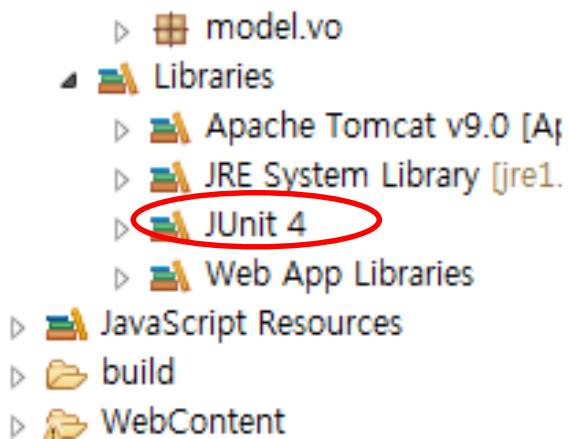 model.vo
Libraries
Apache Tomcat v9.0 [Ap
JRE System Library [jre1.
JUnit 4
Web App Libraries
JavaScript Resources
build
WebContent